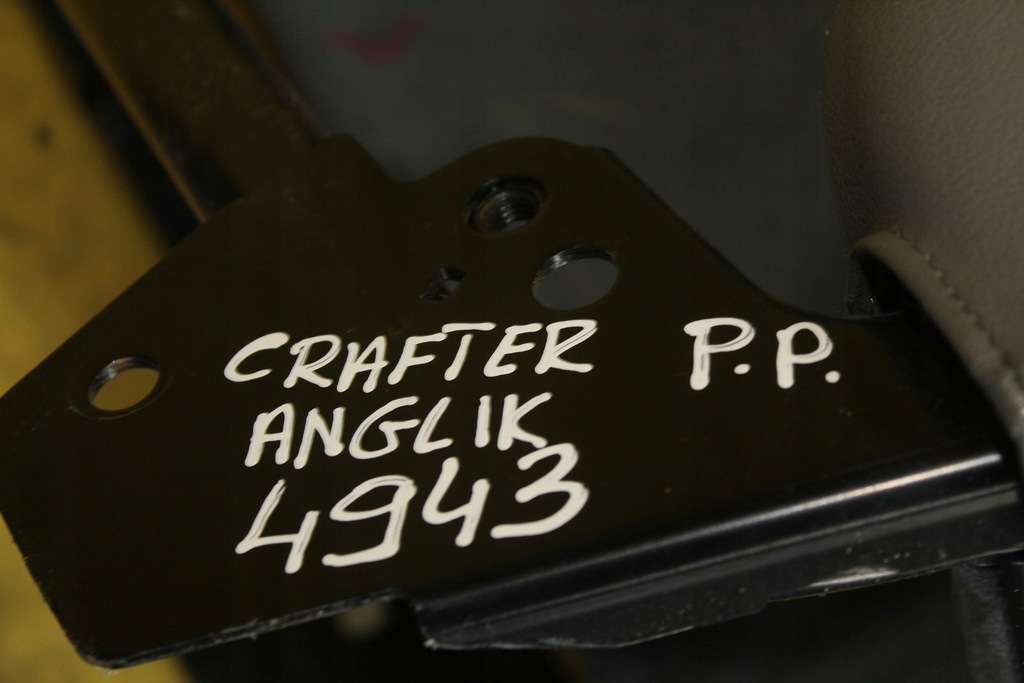 CRAFTER P.P.
ANGLIK
4943